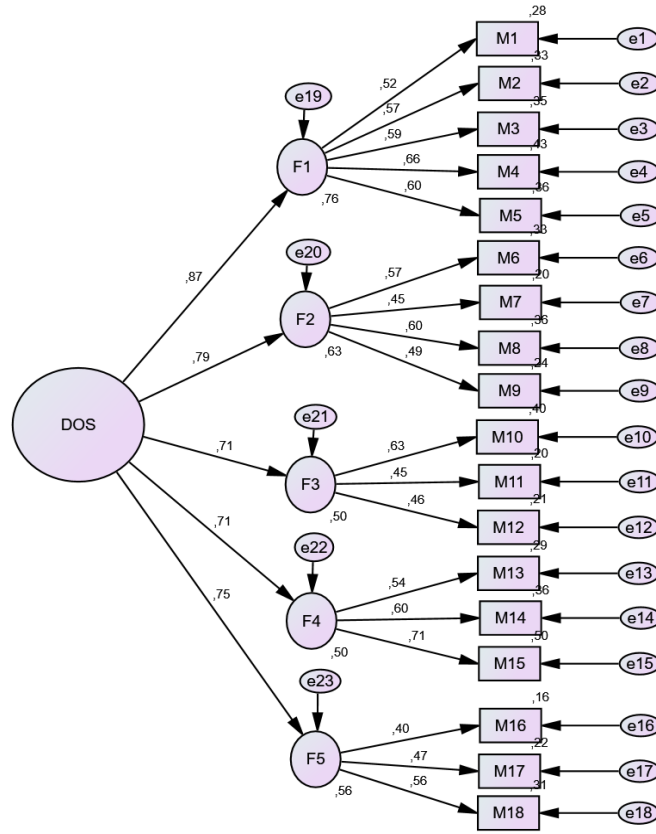 ,28
M1
e1
,33
,52
M2
e2
e19
,57
,35
,59
M3
e3
,43
F1
,66
M4
e4
,76
,60
,36
M5
e5
,33
e20
,57
M6
e6
,20
,87
,45
M7
e7
F2
,36
,60
M8
e8
,79
,63
,49
,24
M9
e9
,40
DOS
e21
,63
M10
e10
,71
,20
F3
,45
M11
e11
,50
,46
,21
M12
e12
,71
e22
,29
,54
M13
e13
,36
F4
,60
M14
e14
,75
,50
,71
,50
M15
e15
e23
,16
,40
M16
e16
F5
,22
,47
M17
e17
,56
,56
,31
M18
e18